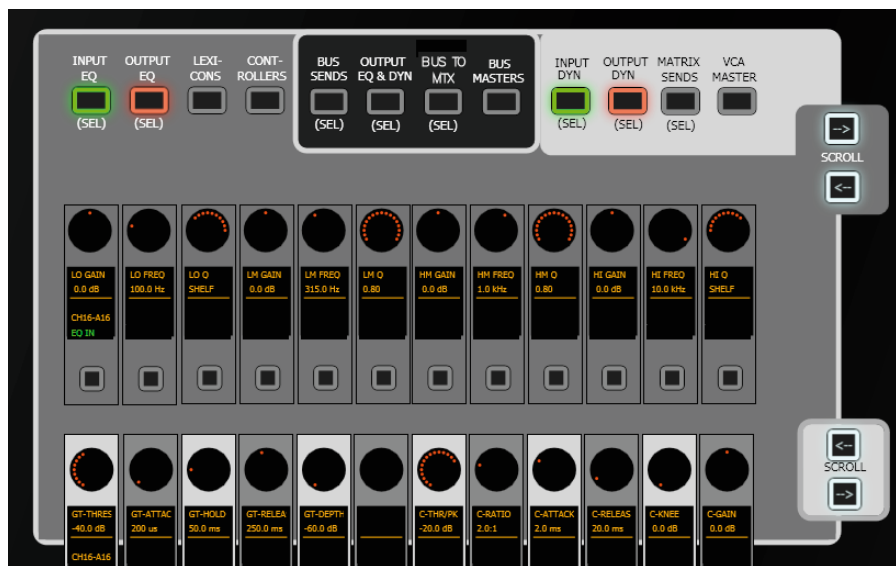 INPUT EQ
(SEL)
OUTPUT EQ
(SEL)
LEXI-
CONS
CONT-
ROLLERS
BUS SENDS
(SEL)
OUTPUT EQ & DYN
(SEL)
BUS TO MTX
(SEL)
BUS MASTERS
INPUT DYN
(SEL)
OUTPUT DYN
(SEL)
MATRIX SENDS
(SEL)
VCA MASTER
-->
SCROLL
<--
LO GAIN
0.0 dB
CH16-A16
EQ IN
LO FREQ
100.0 Hz
LO Q
SHELF
LM GAIN
0.0 dB
LM FREQ
315.0 Hz
LM Q
0.80
HM GAIN
0.0 dB
HM FREQ
1.0 kHz
HM Q
0.80
HI GAIN
0.0 dB
HI FREQ
10.0 kHz
HI Q
SHELF
<--
SCROLL
-->
GT-THRES
-40.0 dB
CH16-A16
GT-ATTAC
200 us
GT-HOLD
50.0 ms
GT-RELEA
250.0 ms
GT-DEPTH
-60.0 dB
C-THR/PK
-20.0 dB
C-RATIO
2.0:1
C-ATTACK
2.0 ms
C-RELEAS
20.0 ms
C-KNEE
0.0 dB
C-GAIN
0.0 dB